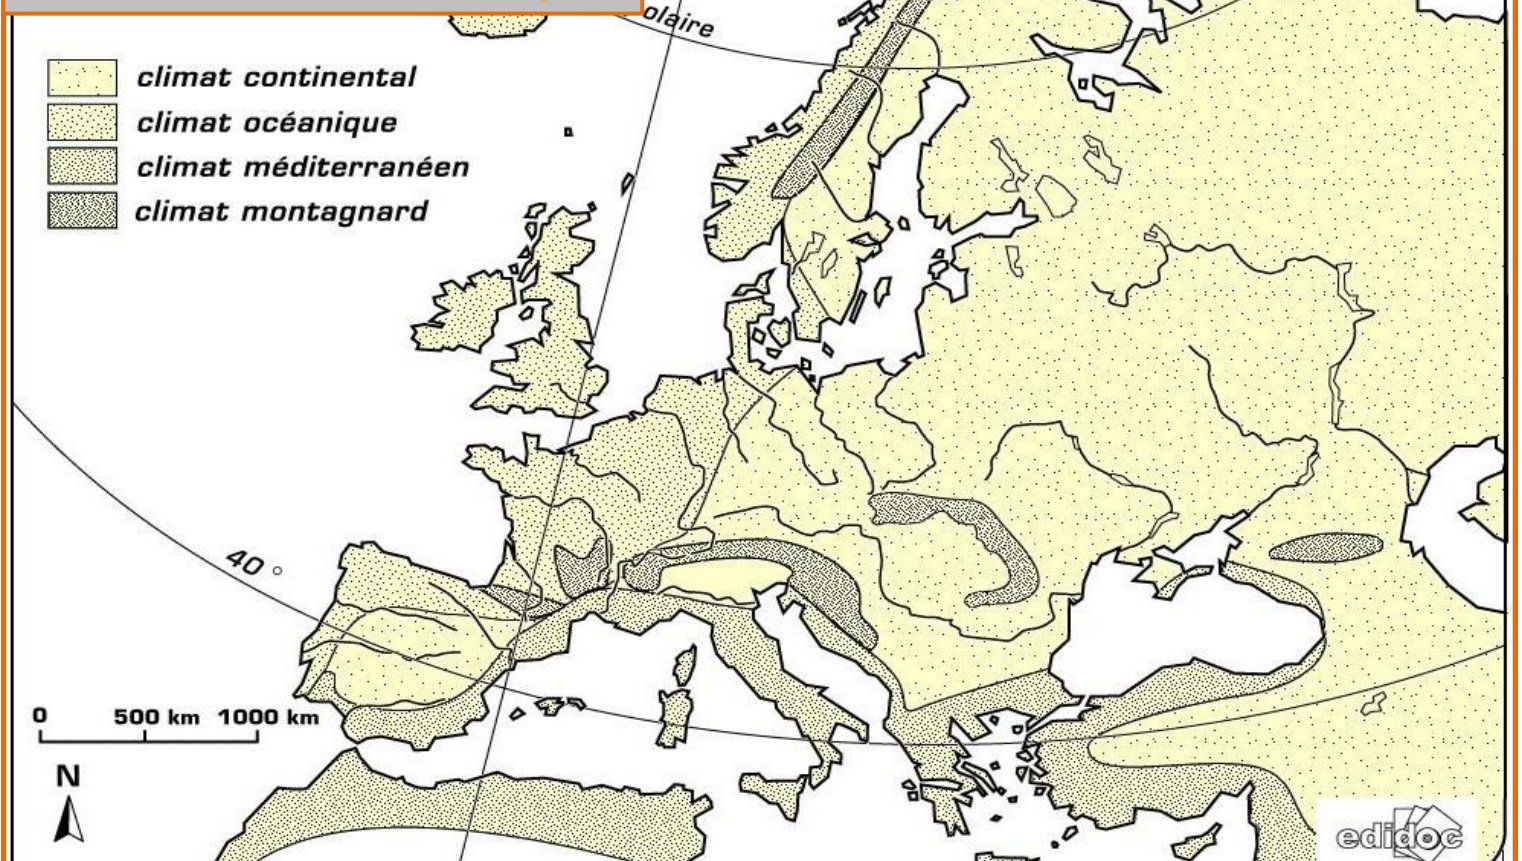 olaire
climat continental
climat océanique
climat méditerranéen
climat montagnard
40 °
0 500 km 1000 km
N
edidoc